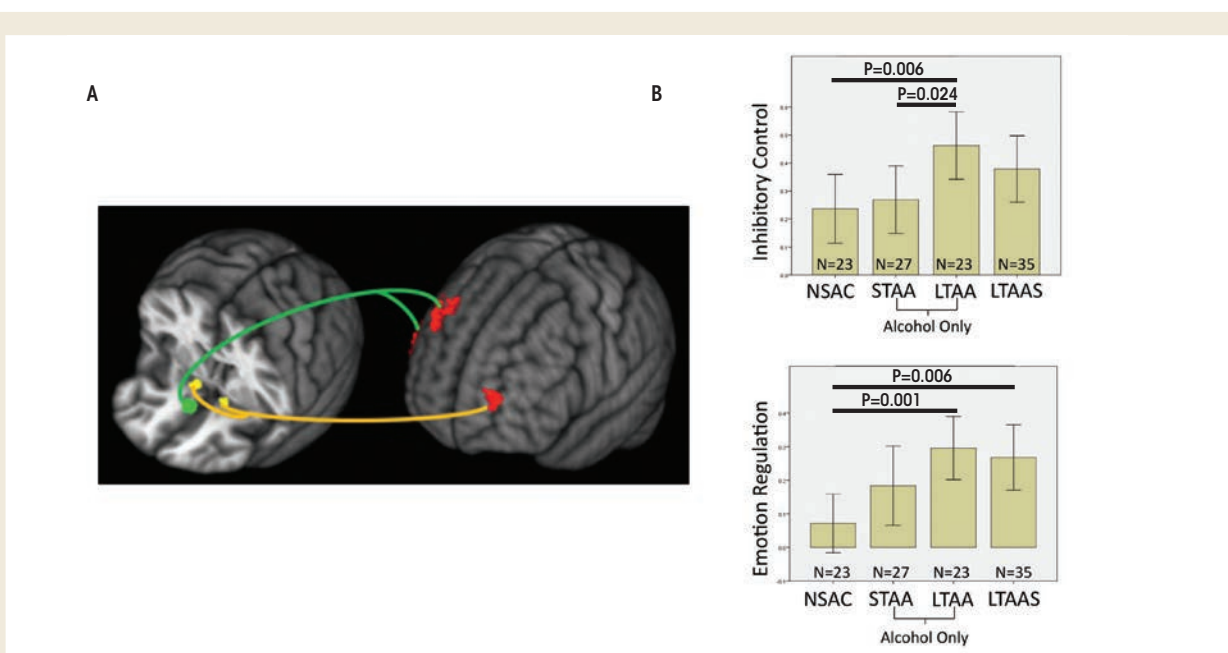 A
B
P=0.006
P=0.024
Inhibitory Control
N=23 N=27 N=23 N=35
NSAC STAA LTAA LTAAS
Alcohol Only
P=0.006
P=0.001
Emotion Regulation
N=23 N=27 N=23 N=35
NSAC STAA LTAA LTAAS
Alcohol Only